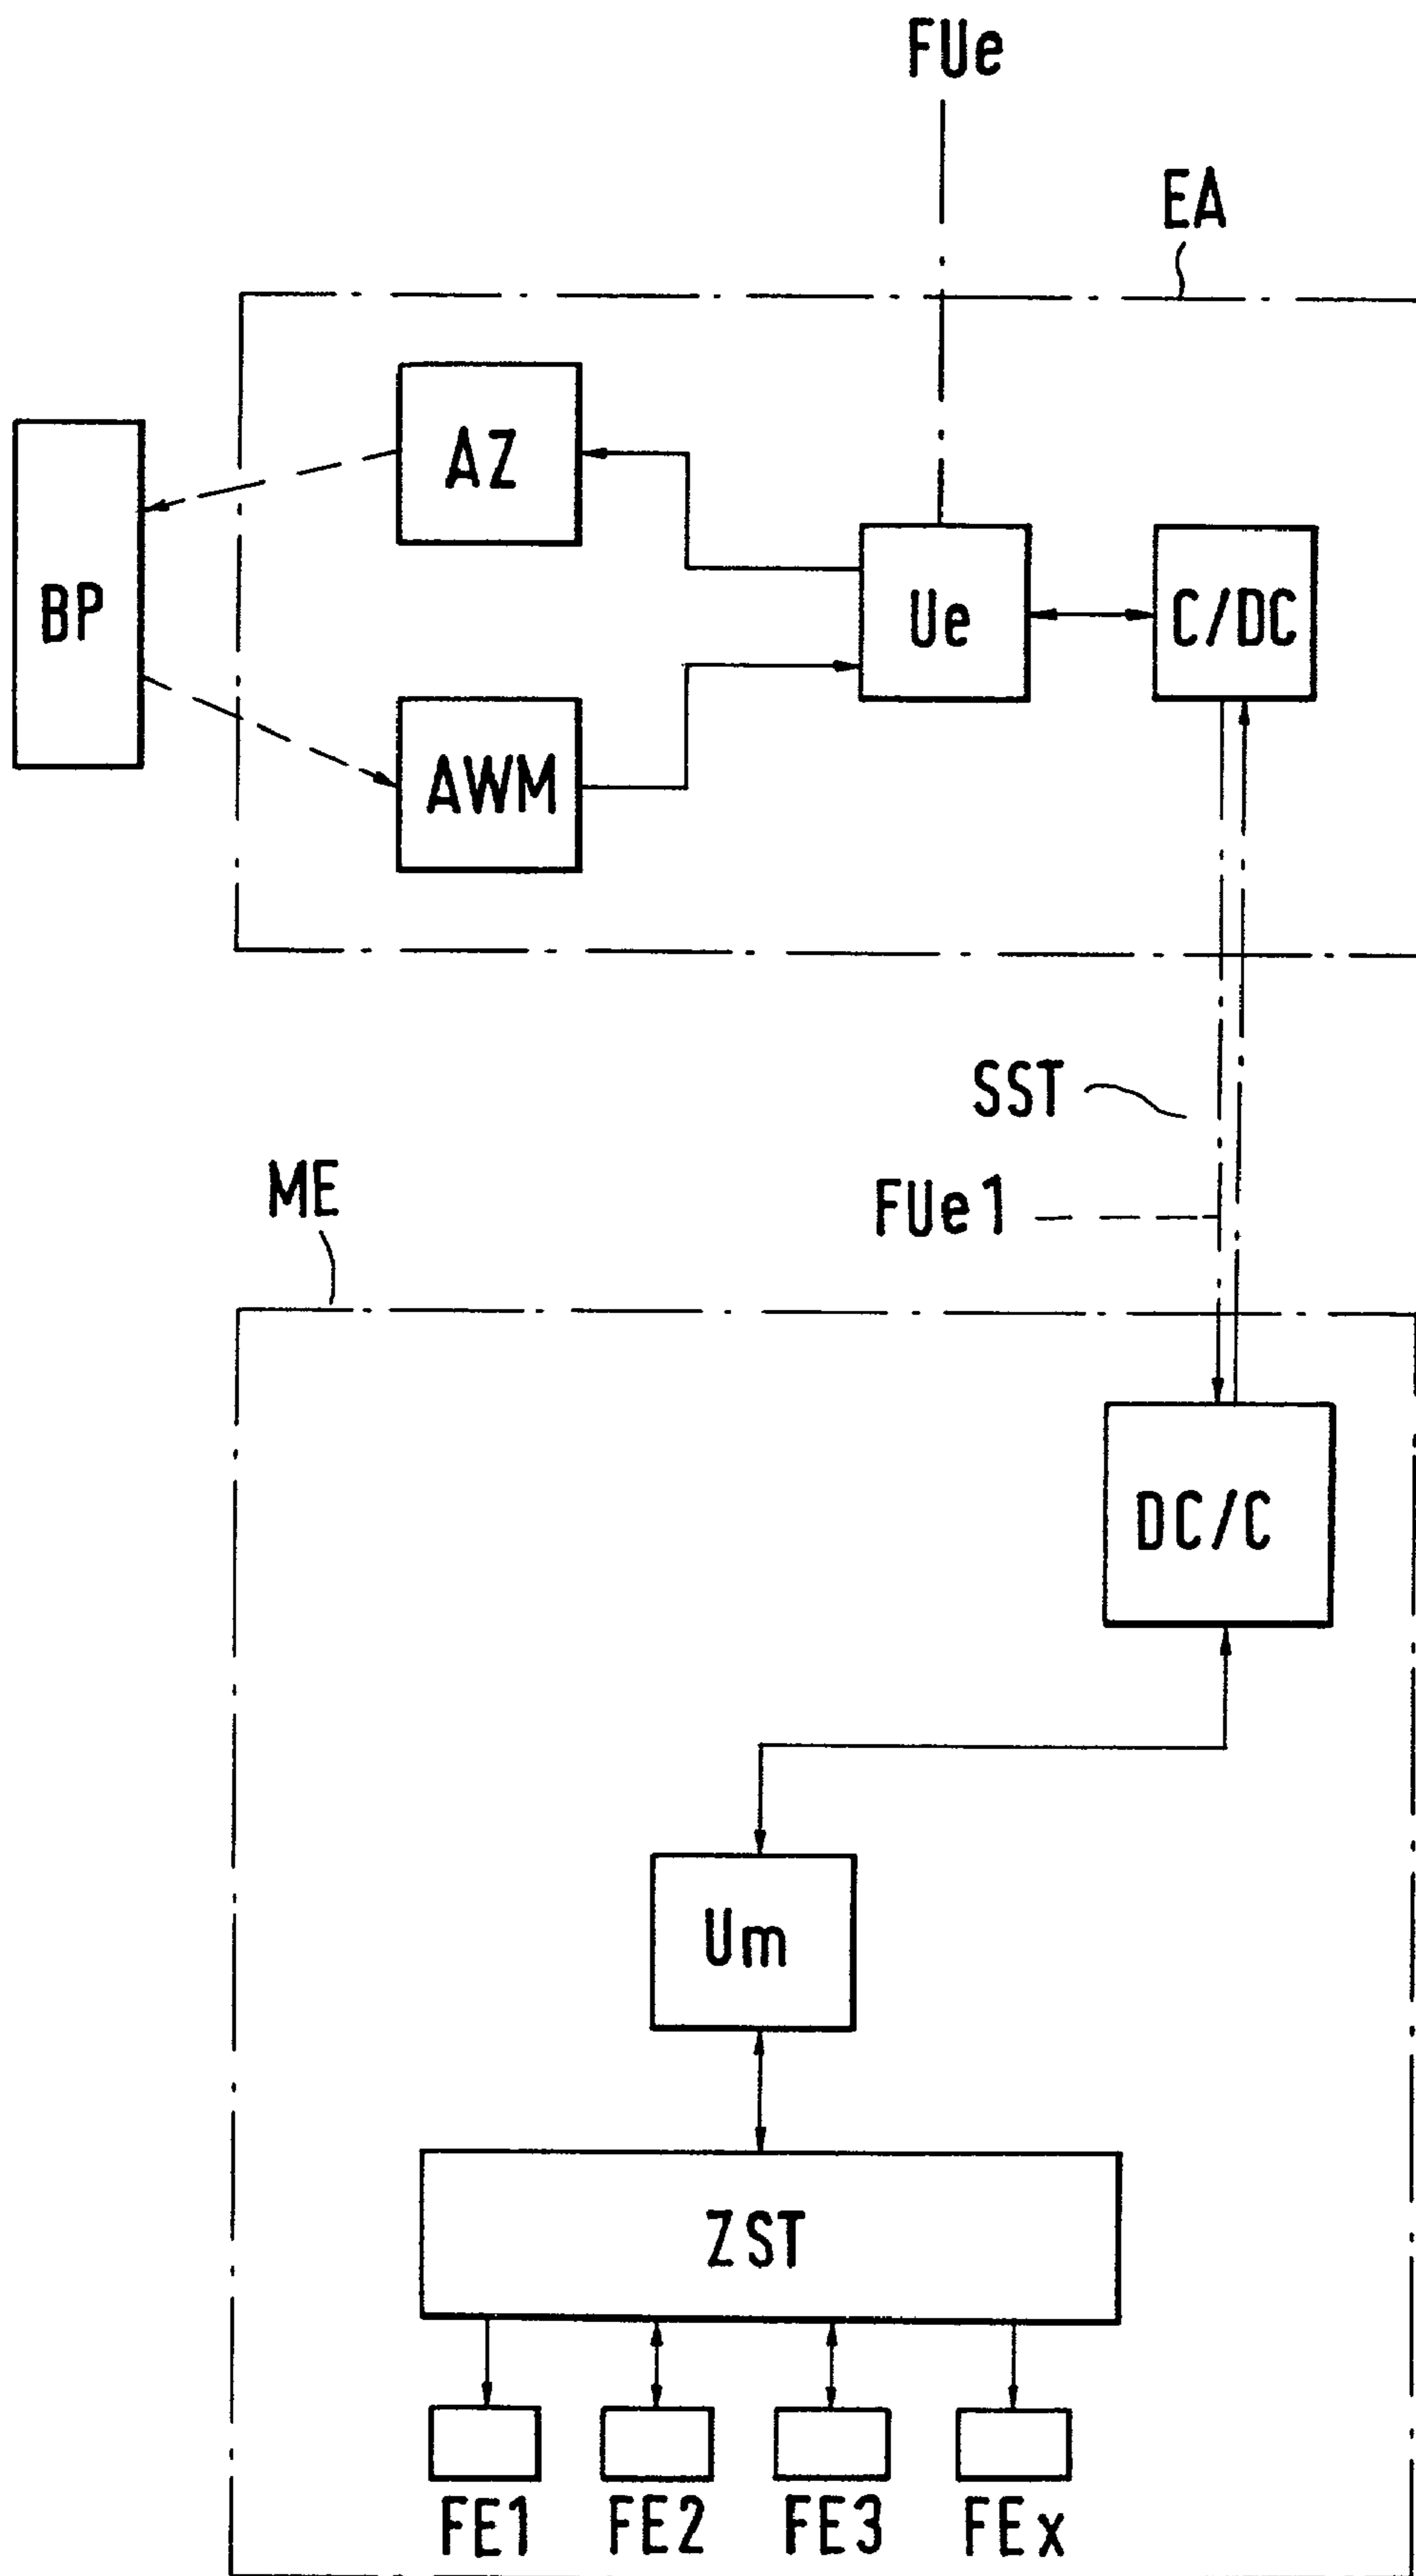 FUe
EA
AZ
BP
Ue
C/DC
AWM
SST
ME
FUe1
DC/C
Um
ZST
FE1 FE2 FE3 FEx